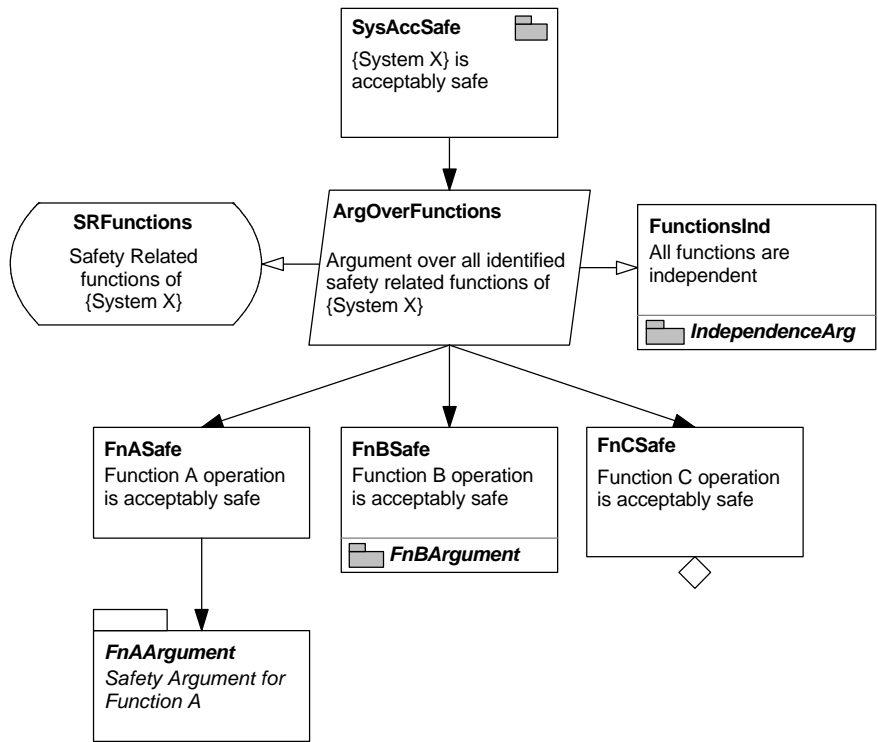 SysAccSafe
{System X} is
acceptably safe
SRFunctions
Safety Related
functions of
{System X}
ArgOverFunctions
Argument over all identified
safety related functions of
{System X}
FunctionsInd
All functions are
independent
IndependenceArg
FnASafe
Function A operation
is acceptably safe
FnBSafe
Function B operation
is acceptably safe
FnBArgument
FnCSafe
Function C operation
is acceptably safe
FnAArgument
Safety Argument for
Function A